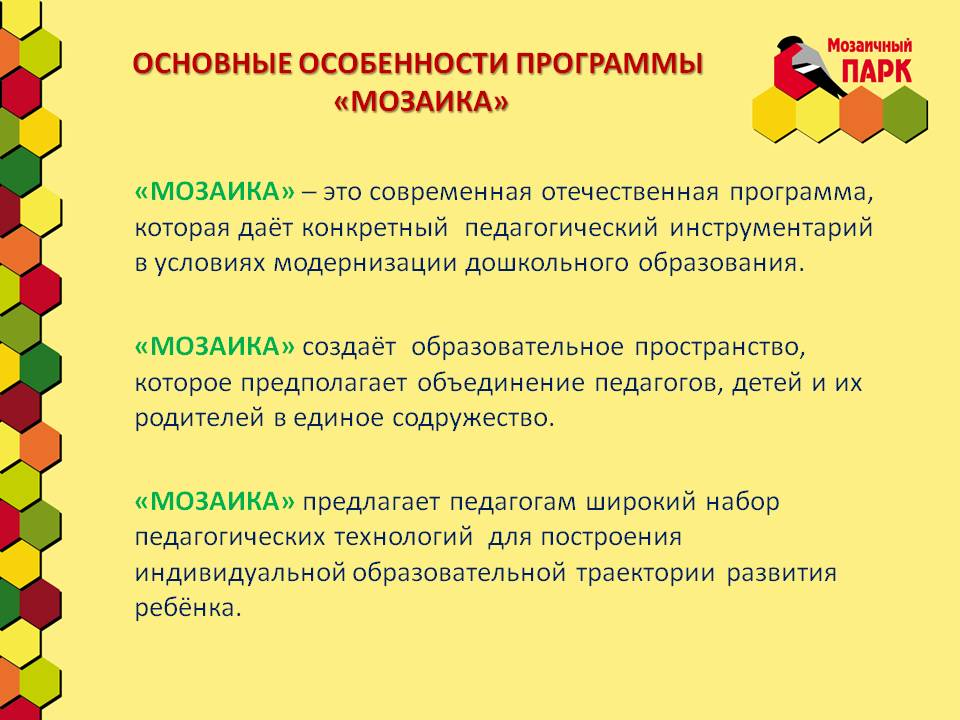 ОСНОВНЫЕ ОСОБЕННОСТИ ПРОГРАММЫ
«МОЗАИКА»
Мозаичный
ПАРК
«МОЗАИКА» – это современная отечественная программа,
которая даёт конкретный педагогический инструментарий
в условиях модернизации дошкольного образования.
«МОЗАИКА» создаёт образовательное пространство,
которое предполагает объединение педагогов, детей и их
родителей в единое содружество.
«МОЗАИКА» предлагает педагогам широкий набор
педагогических технологий для построения
индивидуальной образовательной траектории развития
ребёнка.